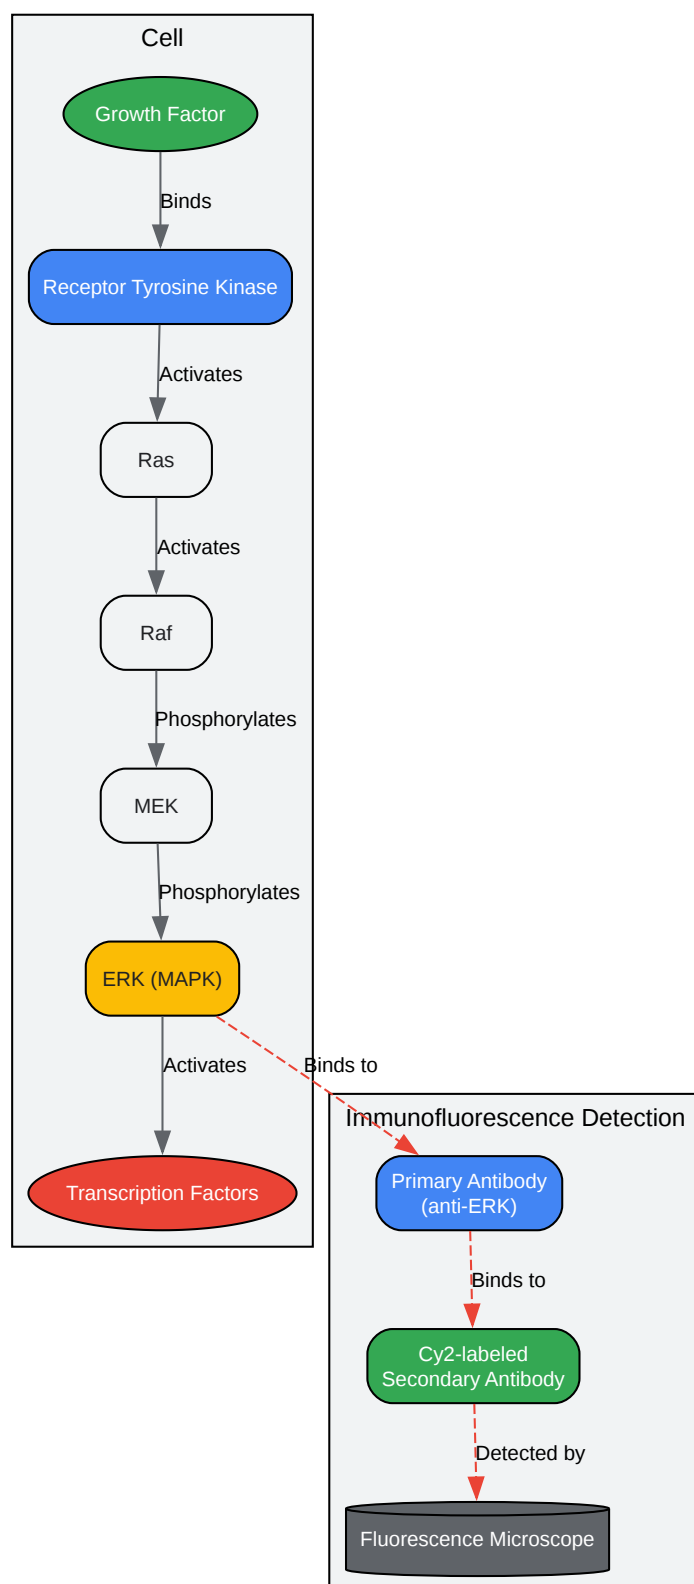 Cell
Growth Factor
Binds
Receptor Tyrosine Kinase
Activates
Ras
Activates
Raf
Phosphorylates
MEK
Phosphorylates
ERK (MAPK)
Activates
Binds to
Transcription Factors
Immunofluorescence Detection
Primary Antibody
(anti-ERK)
Binds to
Cy2-labeled
Secondary Antibody
Detected by
Fluorescence Microscope